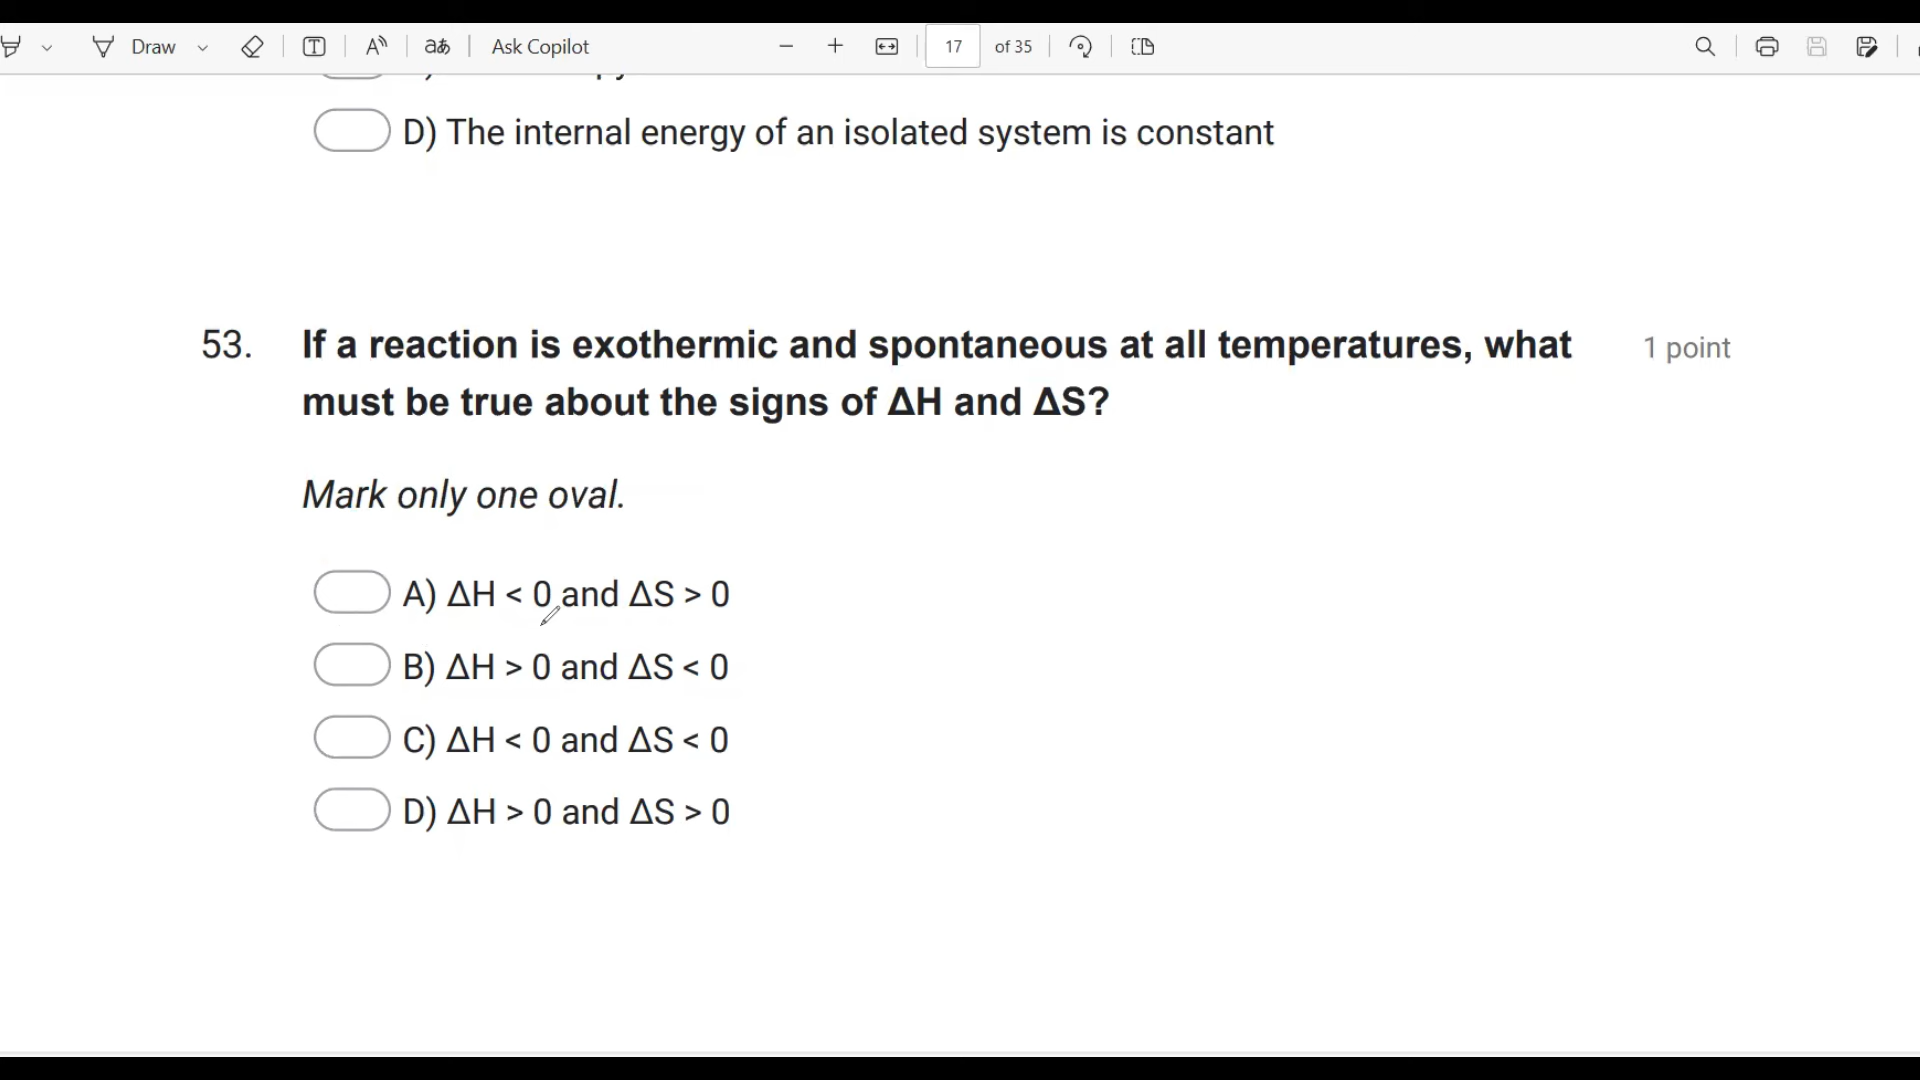 Draw
aあ
Ask Copilot
17 of 35
D) The internal energy of an isolated system is constant
53. If a reaction is exothermic and spontaneous at all temperatures, what 1 point
must be true about the signs of ΔH and ΔS?
Mark only one oval.
A) ΔH < 0 and ΔS > 0
B) ΔH > 0 and ΔS < 0
C) ΔH < 0 and ΔS < 0
D) ΔH > 0 and ΔS > 0